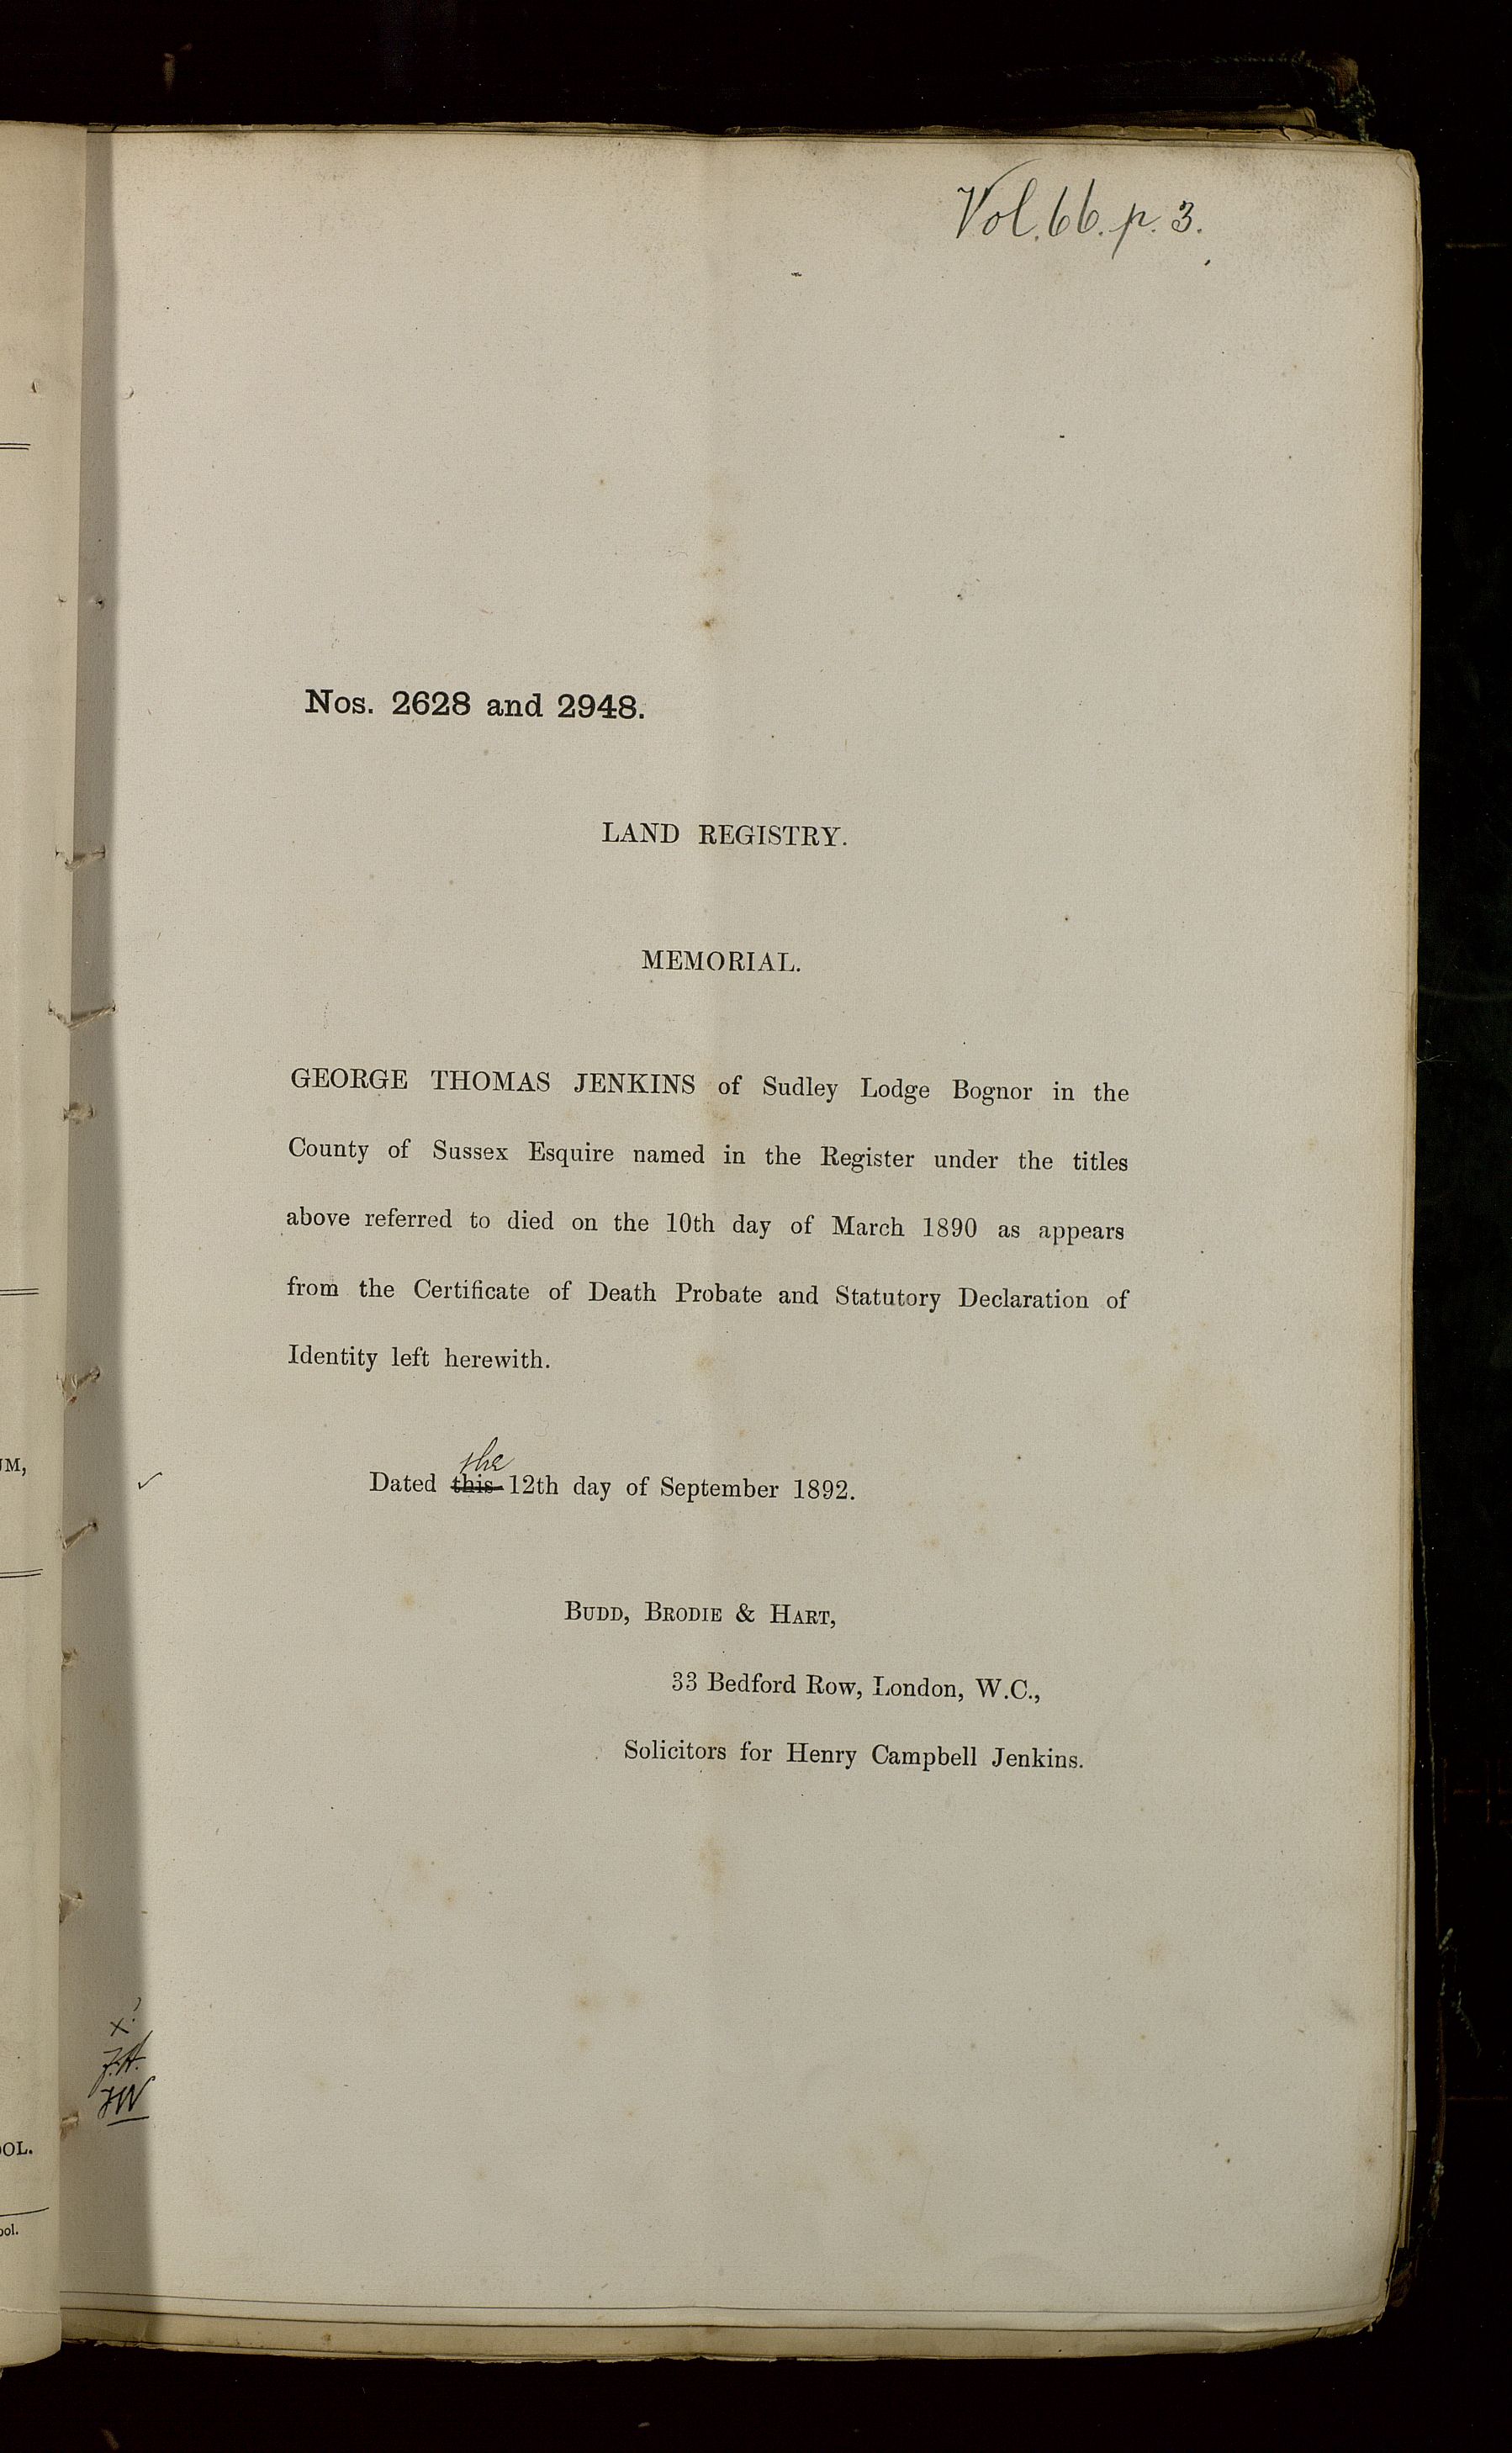 Vol. 66. p. 3.
Nos. 2628 and 2948.
LAND REGISTRY.
MEMORIAL.
GEORGE THOMAS JENKINS of Sudley Lodge Bognor in the
County of Sussex Esquire named in the Register under the titles
above referred to died on the 10th day of March 1890 as appears
from the Certificate of Death Probate and Statutory Declaration of
Identity left herewith.
the
Dated this 12th day of September 1892.
BUDD, BRODIE & HART,
33 Bedford Row, London, W.C.,
Solicitors for Henry Campbell Jenkins.
UM,
OOL.
ool.